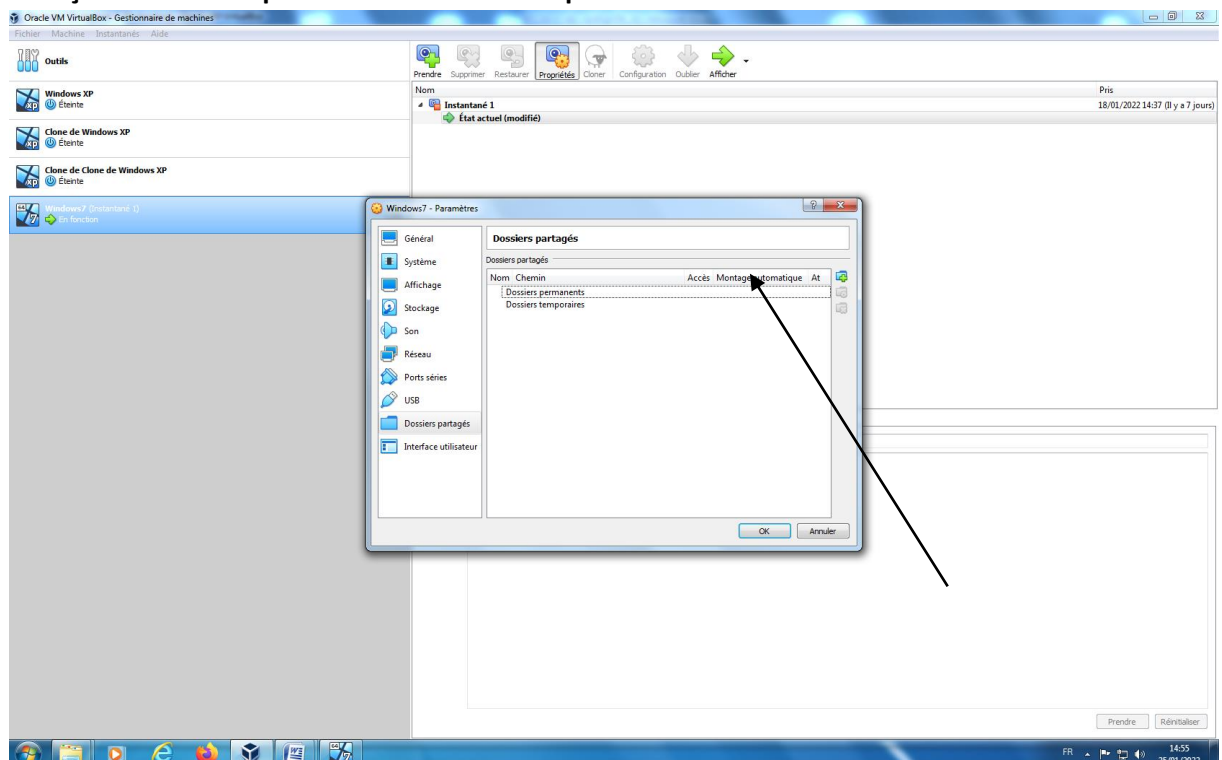 Oracle VM VirtualBox - Gestionnaire de machines
Fichier Machine Instantanés Aide
Outils
Prendre Supprimer Restaurer Propriétés Cloner Configuration Oublier Afficher
Nom Pris
Windows XP
Éteinte
Instantané 1 18/01/2022 14:37 (Il y a 7 jours)
État actuel (modifié)
Clone de Windows XP
Éteinte
Clone de Clone de Windows XP
Éteinte
Windows7 (Instantané 1)
En fonction
Windows7 - Paramètres
Général
Système
Affichage
Stockage
Son
Réseau
Ports séries
USB
Dossiers partagés
Interface utilisateur
Dossiers partagés
Dossiers partagés
Nom Chemin Accès Montage automatique At
Dossiers permanents
Dossiers temporaires
OK Annuler
Prendre Réinitialiser
FR 14:55
25/01/2022